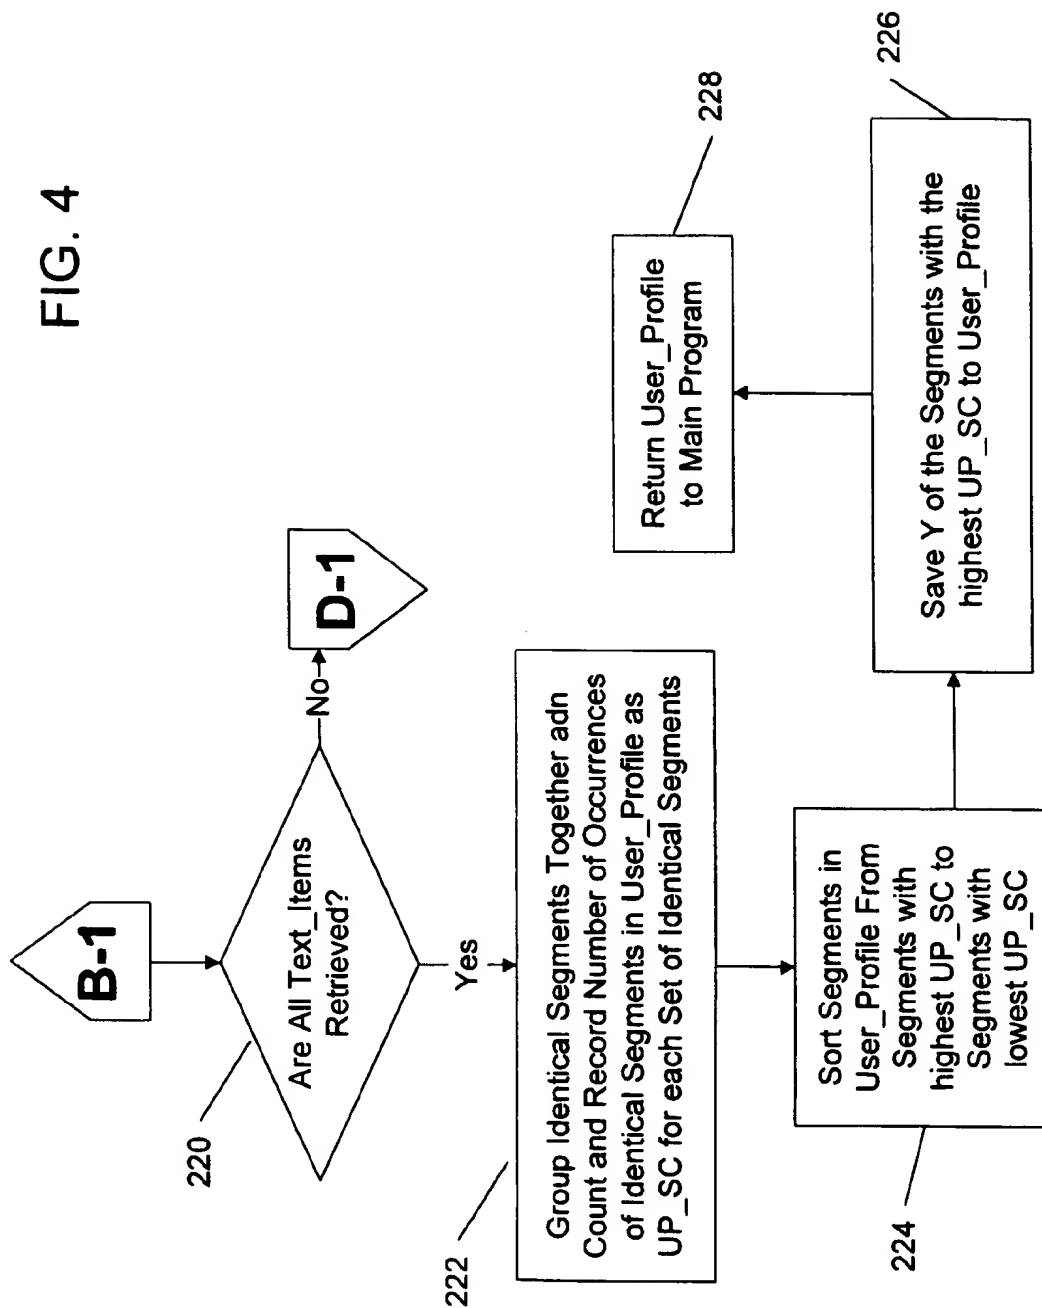 FIG. 4
B-1
220
Are All Text_Items
Retrieved?
No
D-1
Yes
222
Group Identical Segments Together adn
Count and Record Number of Occurrences
of Identical Segments in User_Profile as
UP_SC for each Set of Identical Segments
224
Sort Segments in
User_Profile From
Segments with
highest UP_SC to
Segments with
lowest UP_SC
226
Save Y of the Segments with the
highest UP_SC to User_Profile
228
Return User_Profile
to Main Program